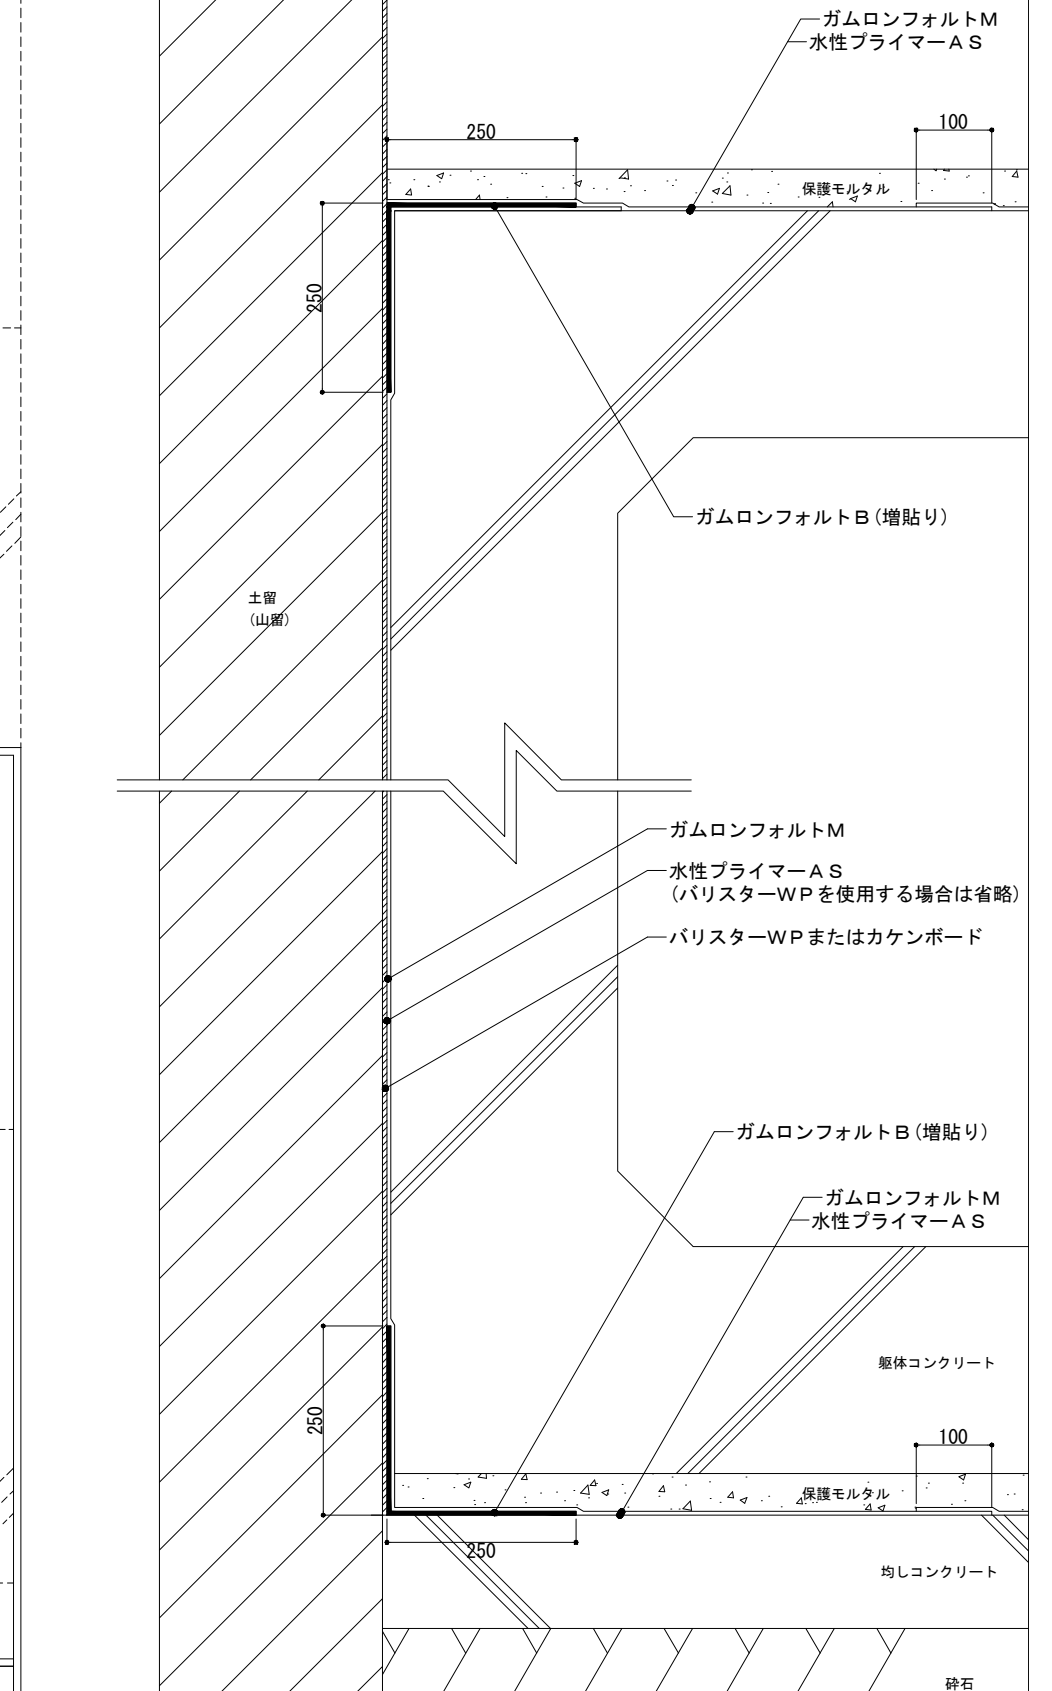 ガムロンフォルトM
水性プライマーAS
250
100
保護モルタル
250
ガムロンフォルトB(増貼り)
土留
(山留)
ガムロンフォルトM
水性プライマーAS
(バリスターWPを使用する場合は省略)
バリスターWPまたはカケンボード
ガムロンフォルトB(増貼り)
ガムロンフォルトM
水性プライマーAS
躯体コンクリート
250
100
保護モルタル
250
均しコンクリート
砕石